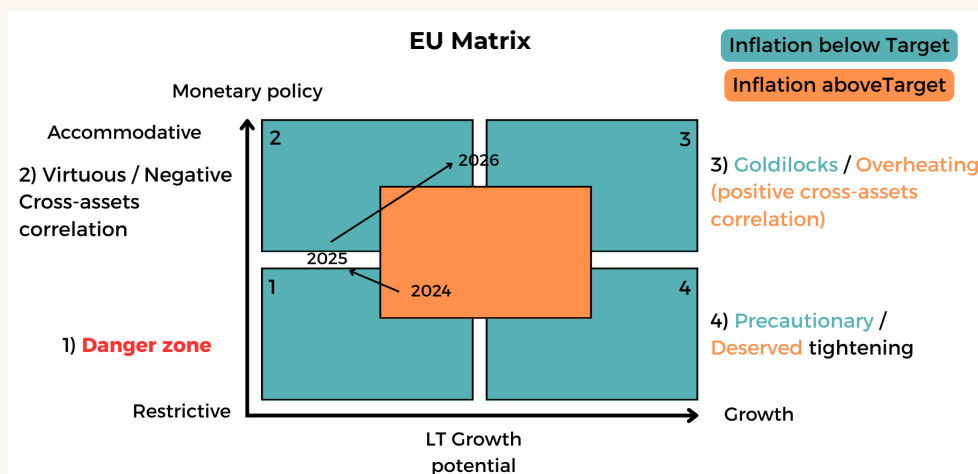 EU Matrix
Inflation below Target
Inflation aboveTarget
Monetary policy
Accommodative
2) Virtuous / Negative
Cross-assets
correlation
1) Danger zone
Restrictive
2
3
1
4
2026
2025
2024
3) Goldilocks / Overheating
(positive cross-assets
correlation)
4) Precautionary /
Deserved tightening
Growth
LT Growth
potential